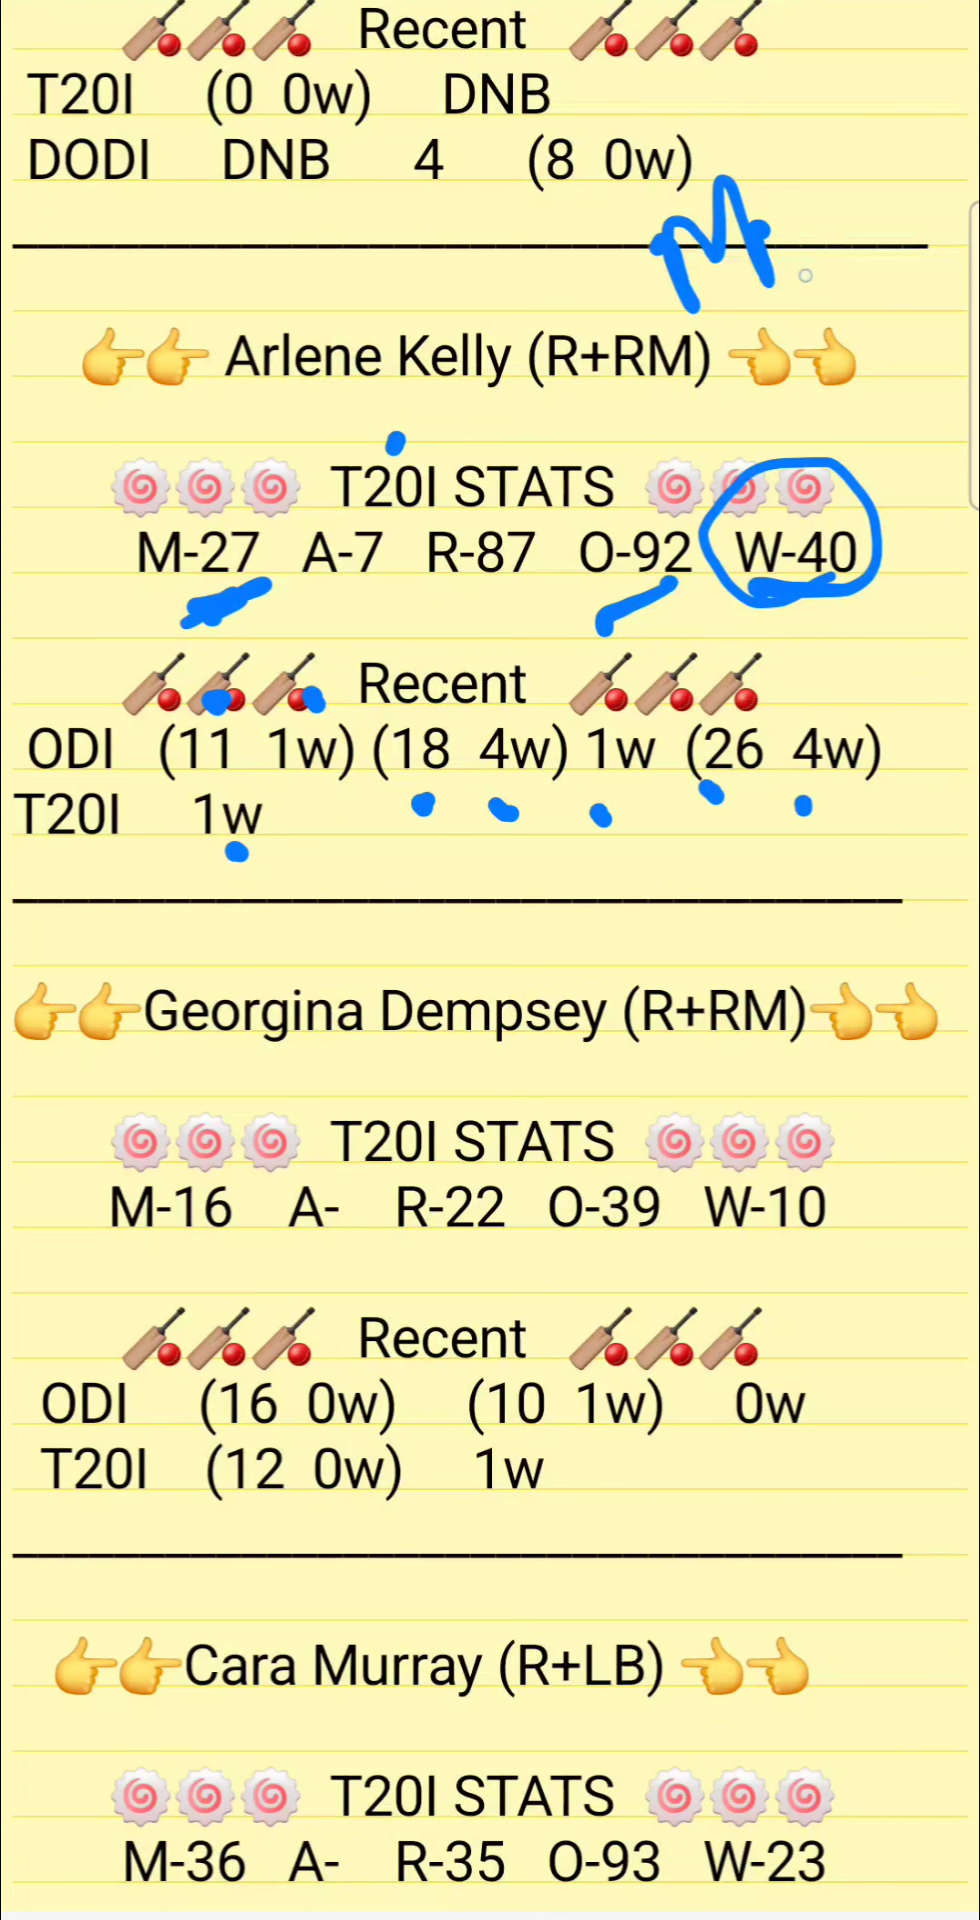 Recent
T20I (0 0w) DNB
DODI DNB 4 (8 0w)
M
Arlene Kelly (R+RM)
T20I STATS
M-27 A-7 R-87 O-92 W-40
Recent
ODI (11 1w) (18 4w) 1w (26 4w)
T20I 1w
Georgina Dempsey (R+RM)
T20I STATS
M-16 A- R-22 O-39 W-10
Recent
ODI (16 0w) (10 1w) 0w
T20I (12 0w) 1w
Cara Murray (R+LB)
T20I STATS
M-36 A- R-35 O-93 W-23